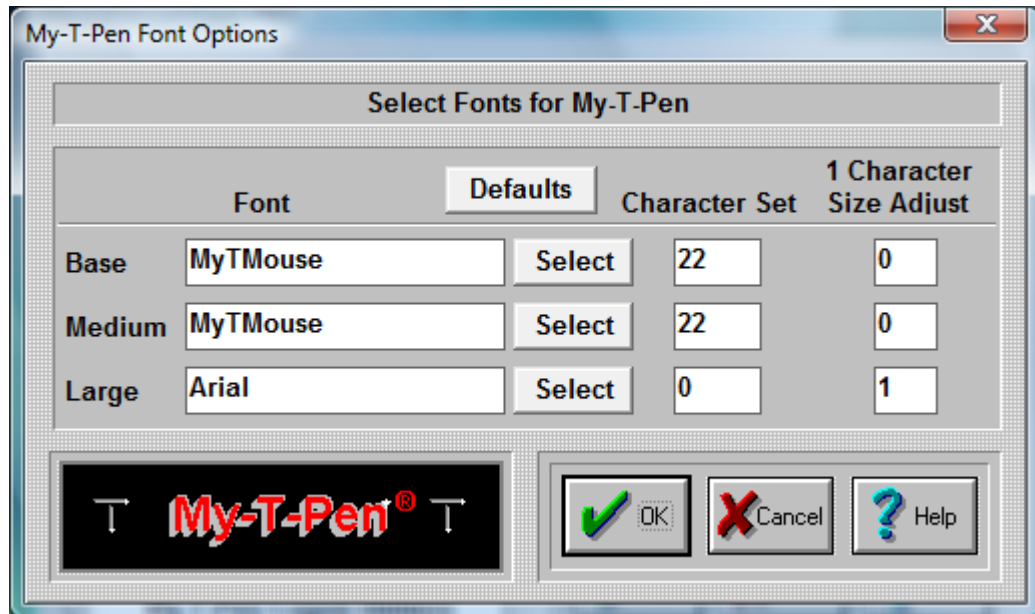 My-T-Pen Font Options
X
Select Fonts for My-T-Pen
Font
Defaults
Character Set
1 Character
Size Adjust
Base MyTMouse Select 22 0
Medium MyTMouse Select 22 0
Large Arial Select 0 1
My-T-Pen®
OK Cancel ? Help